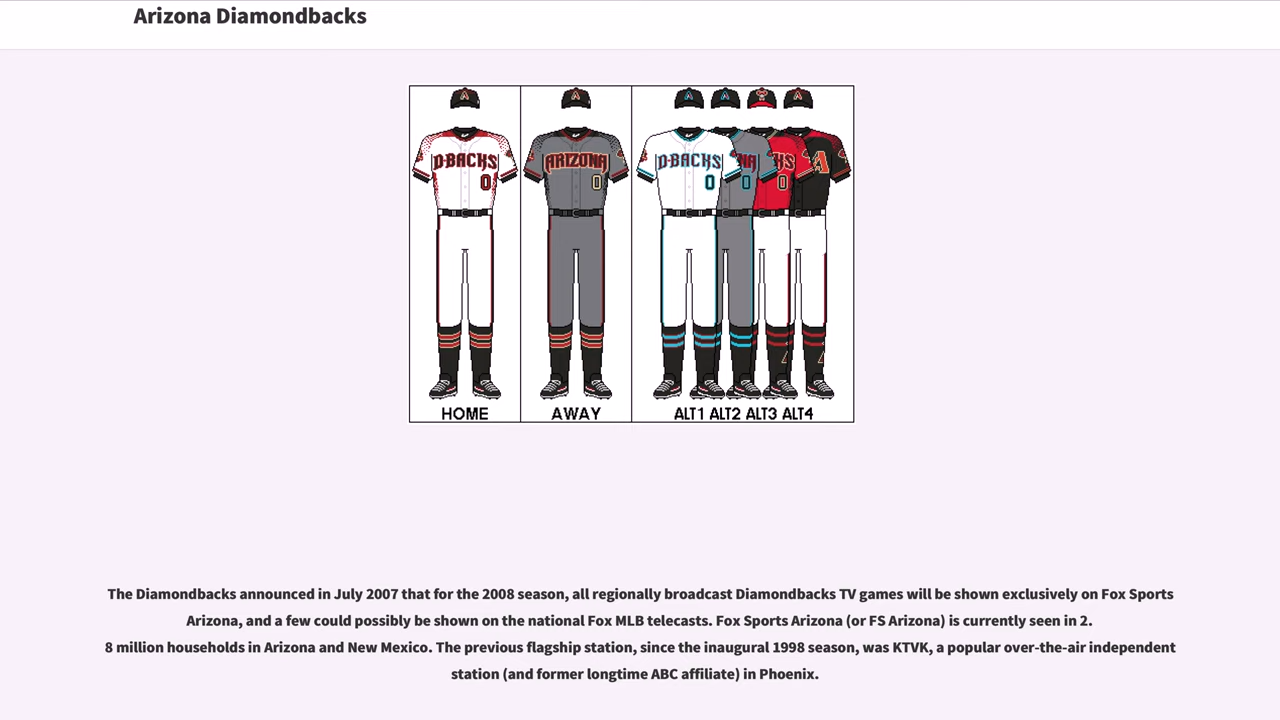 Arizona Diamondbacks
D-BACKS
0
ARIZONA
0
D-BACKS
0
NA
0
KS
0
A
HOME
AWAY
ALT1 ALT2 ALT3 ALT4
The Diamondbacks announced in July 2007 that for the 2008 season, all regionally broadcast Diamondbacks TV games will be shown exclusively on Fox Sports
Arizona, and a few could possibly be shown on the national Fox MLB telecasts. Fox Sports Arizona (or FS Arizona) is currently seen in 2.
8 million households in Arizona and New Mexico. The previous flagship station, since the inaugural 1998 season, was KTVK, a popular over-the-air independent
station (and former longtime ABC affiliate) in Phoenix.